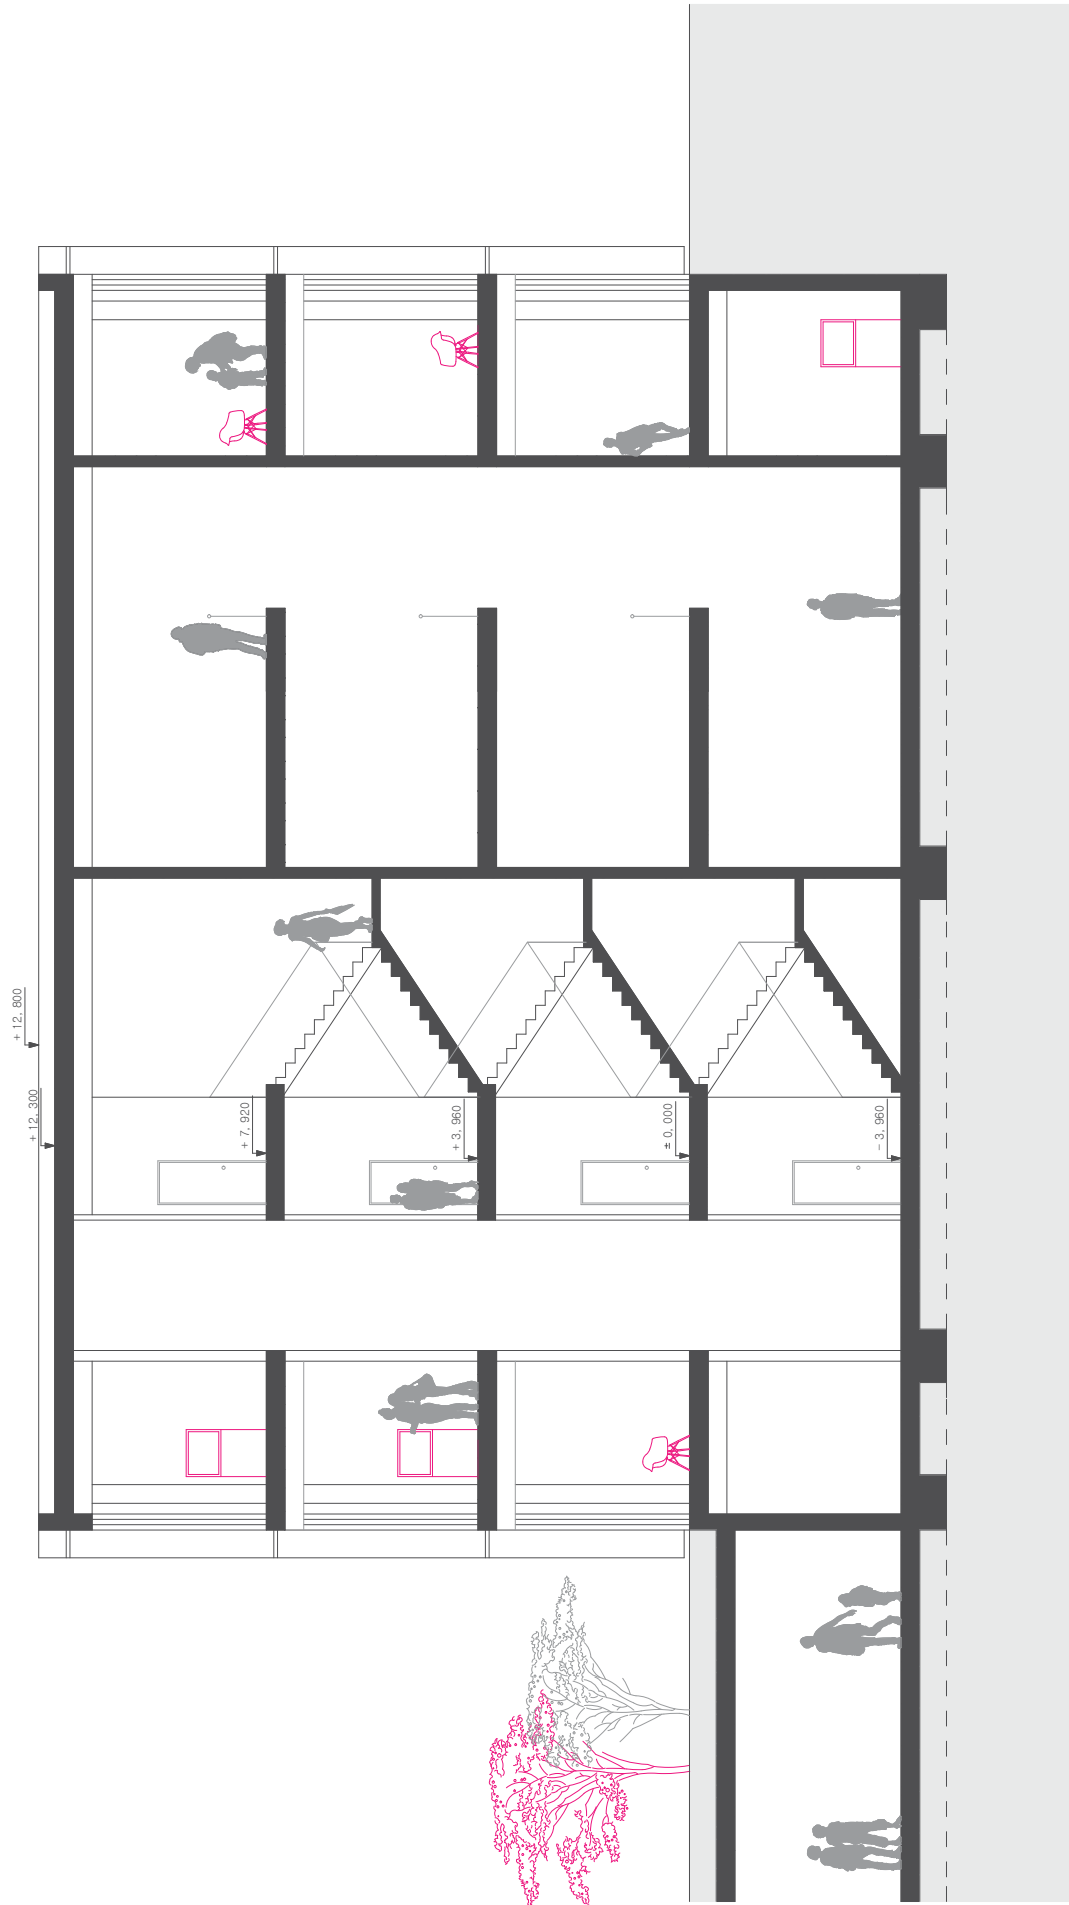 + 12, 800
+ 12, 300
+ 7, 920
+ 3, 960
± 0, 000
− 3, 960